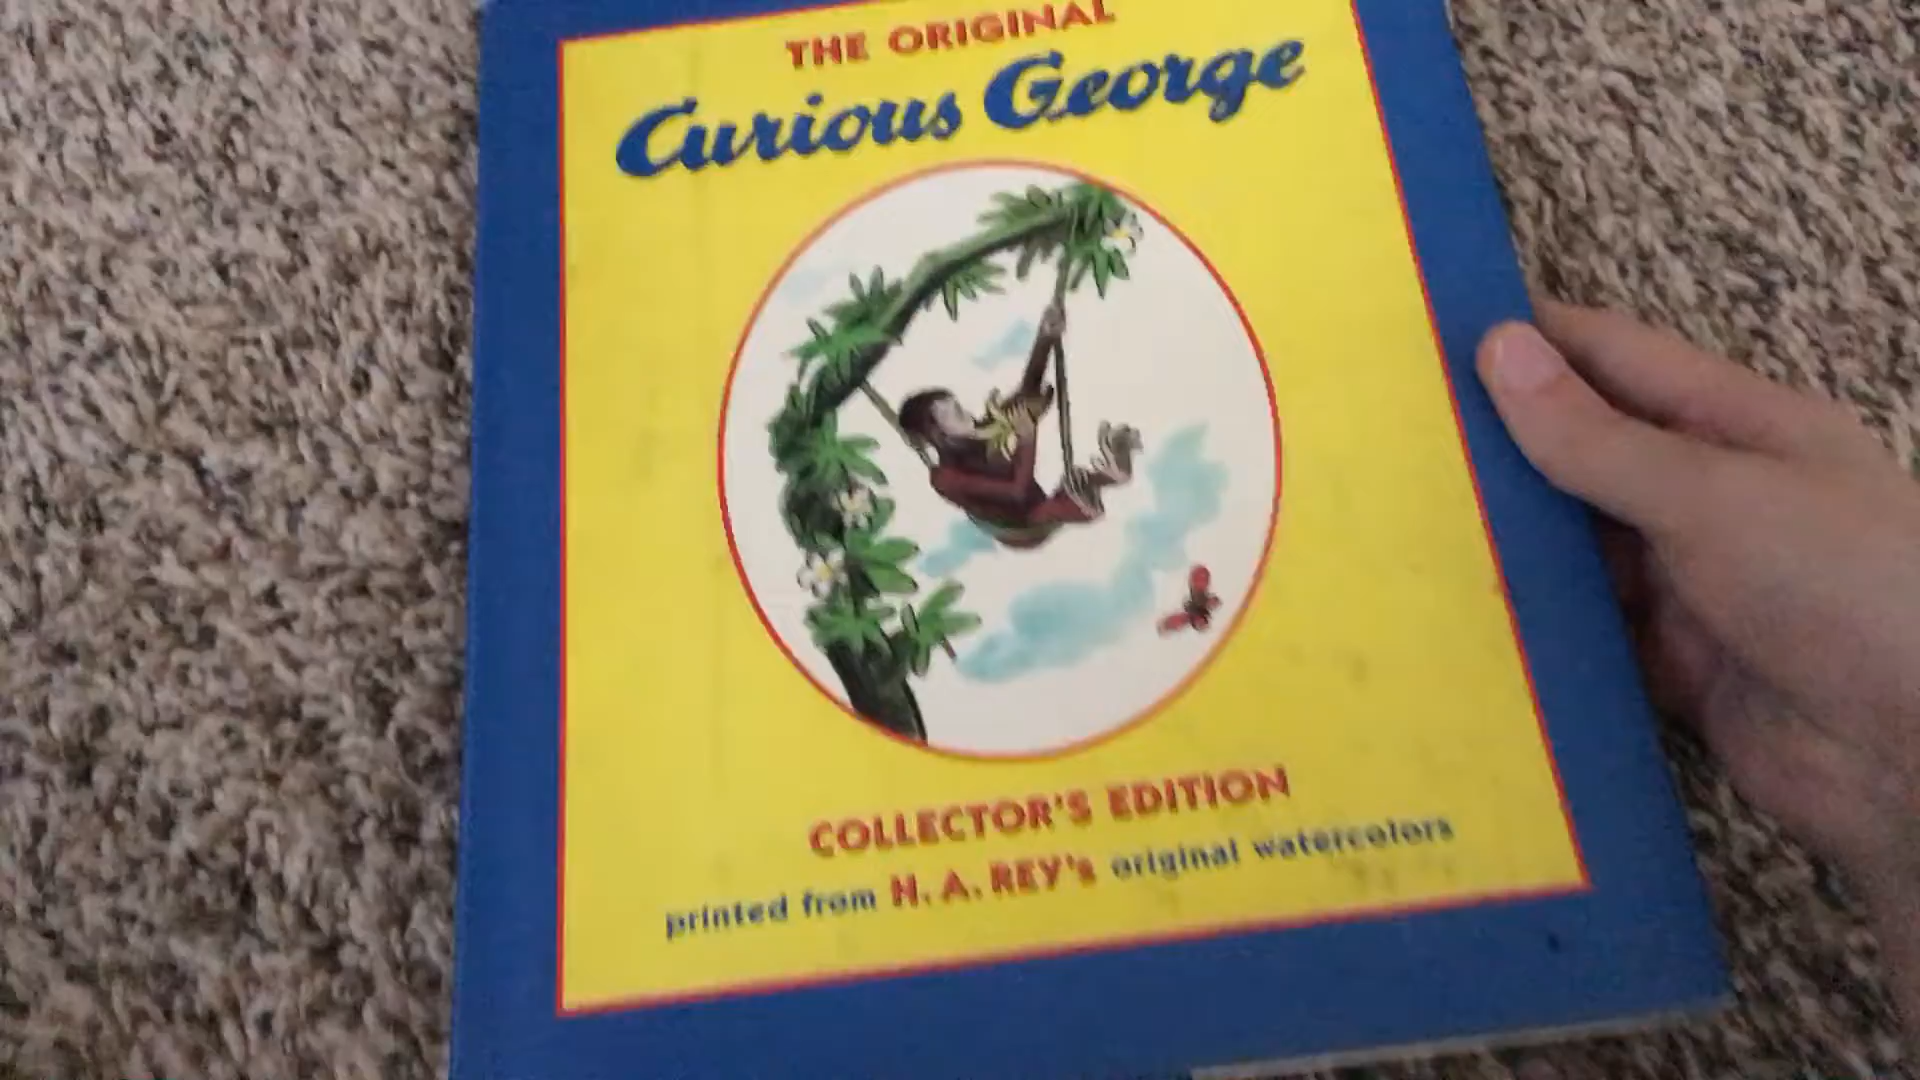 THE ORIGINAL
Curious George
COLLECTOR'S EDITION
printed from H. A. REY's original watercolors